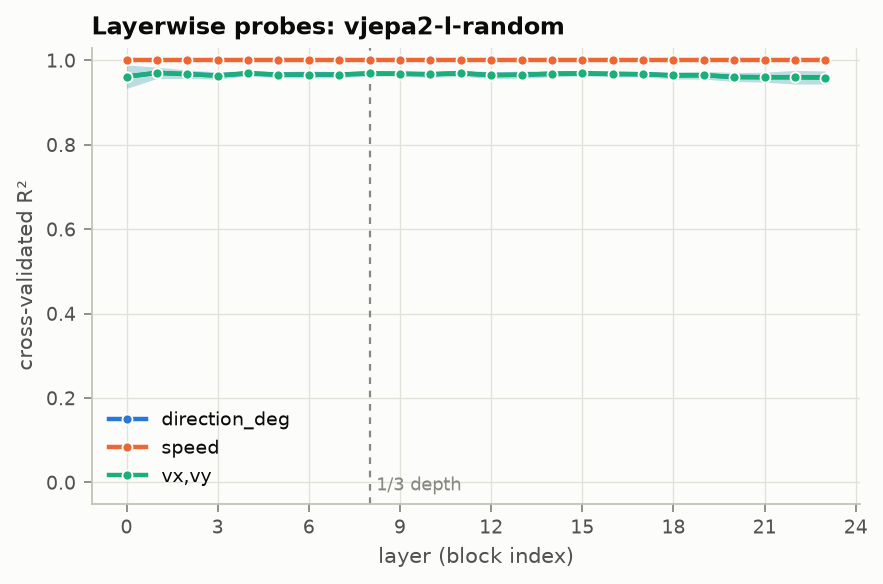 Layerwise probes: vjepa2-l-random
cross-validated R²
1.0
0.8
0.6
0.4
0.2
0.0
direction_deg
speed
vx,vy
1/3 depth
0 3 6 9 12 15 18 21 24
layer (block index)